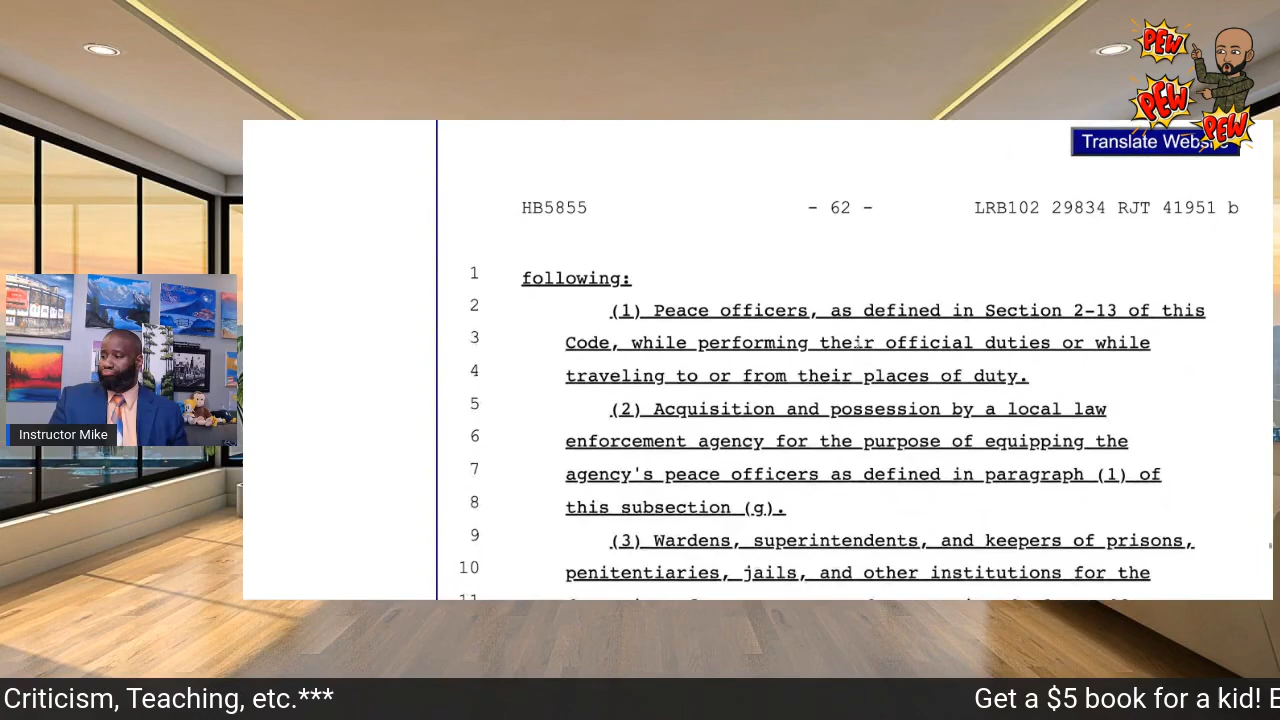 PEW
PEW
PEW
Translate
HB5855 - 62 - LRB102 29834 RJT 41951 b
1 following:
2 (1) Peace officers, as defined in Section 2-13 of this
3 Code, while performing their official duties or while
4 traveling to or from their places of duty.
5 (2) Acquisition and possession by a local law
6 enforcement agency for the purpose of equipping the
7 agency's peace officers as defined in paragraph (1) of
8 this subsection (g).
9 (3) Wardens, superintendents, and keepers of prisons,
10 penitentiaries, jails, and other institutions for the
11
Instructor Mike
Criticism, Teaching, etc.*** Get a $5 book for a kid! E